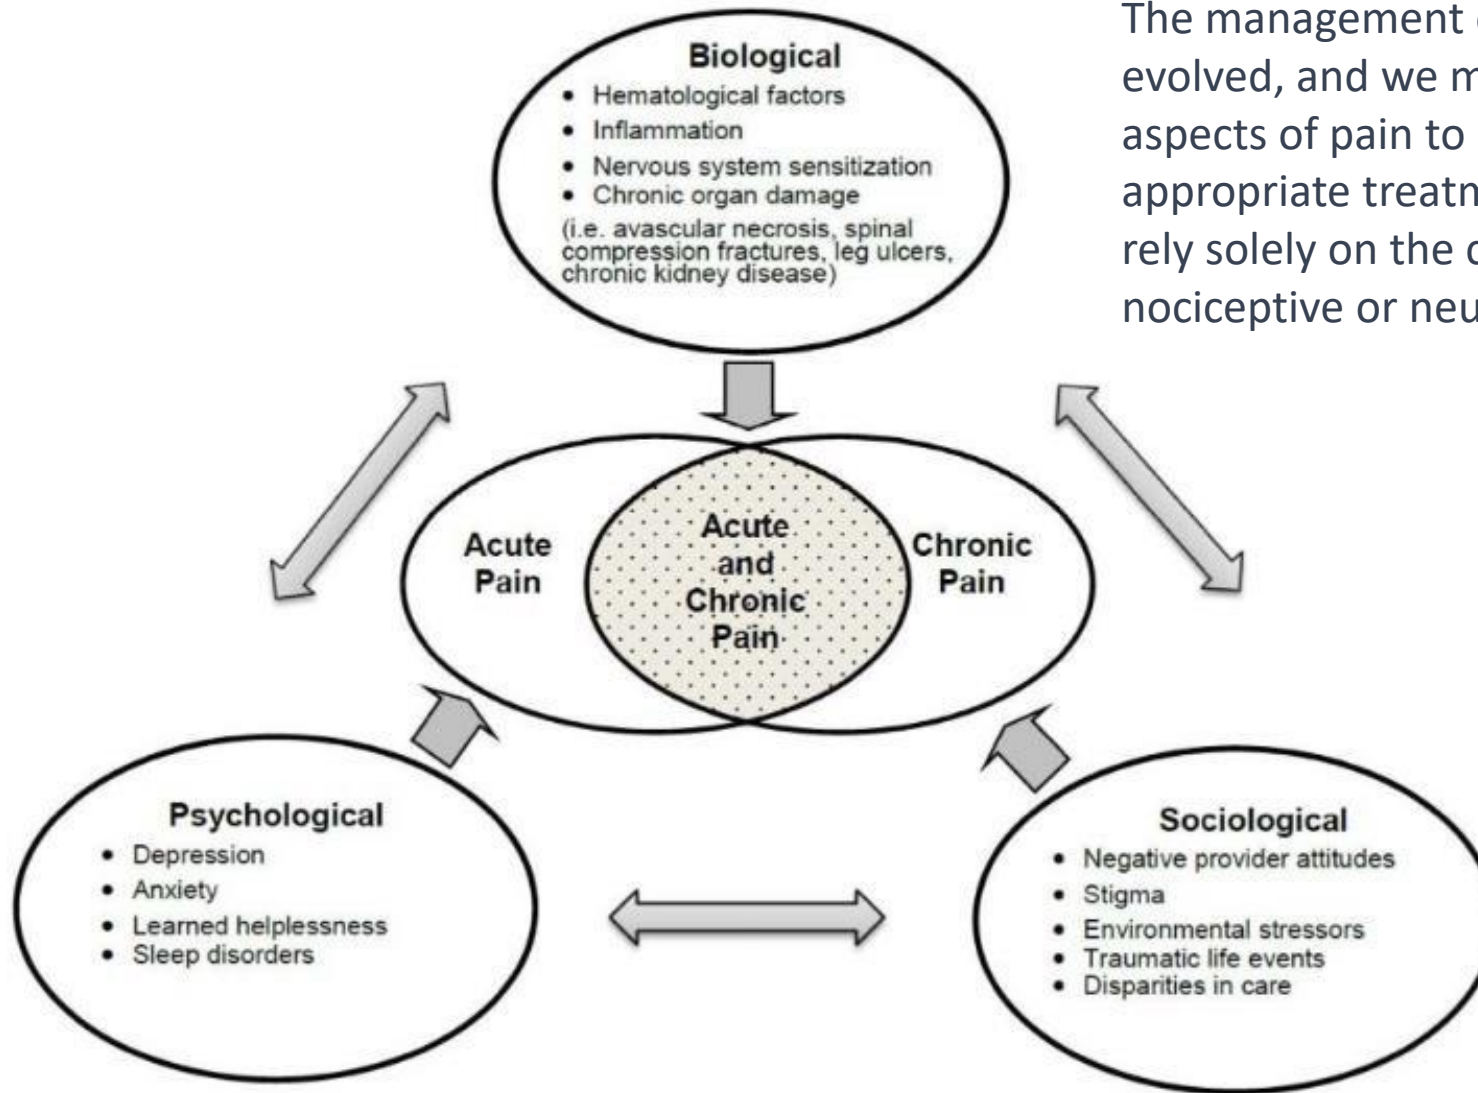 The management
evolved, and we
aspects of pain to
appropriate
rely solely on the
nociceptive or
Biological
• Hematological factors
• Inflammation
• Nervous system sensitization
• Chronic organ damage
(i.e. avascular necrosis, spinal
compression fractures, leg ulcers,
chronic kidney disease)
Acute
Pain
Acute
and
Chronic
Pain
Chronic
Pain
Psychological
• Depression
• Anxiety
• Learned helplessness
• Sleep disorders
Sociological
• Negative provider attitudes
• Stigma
• Environmental stressors
• Traumatic life events
• Disparities in care